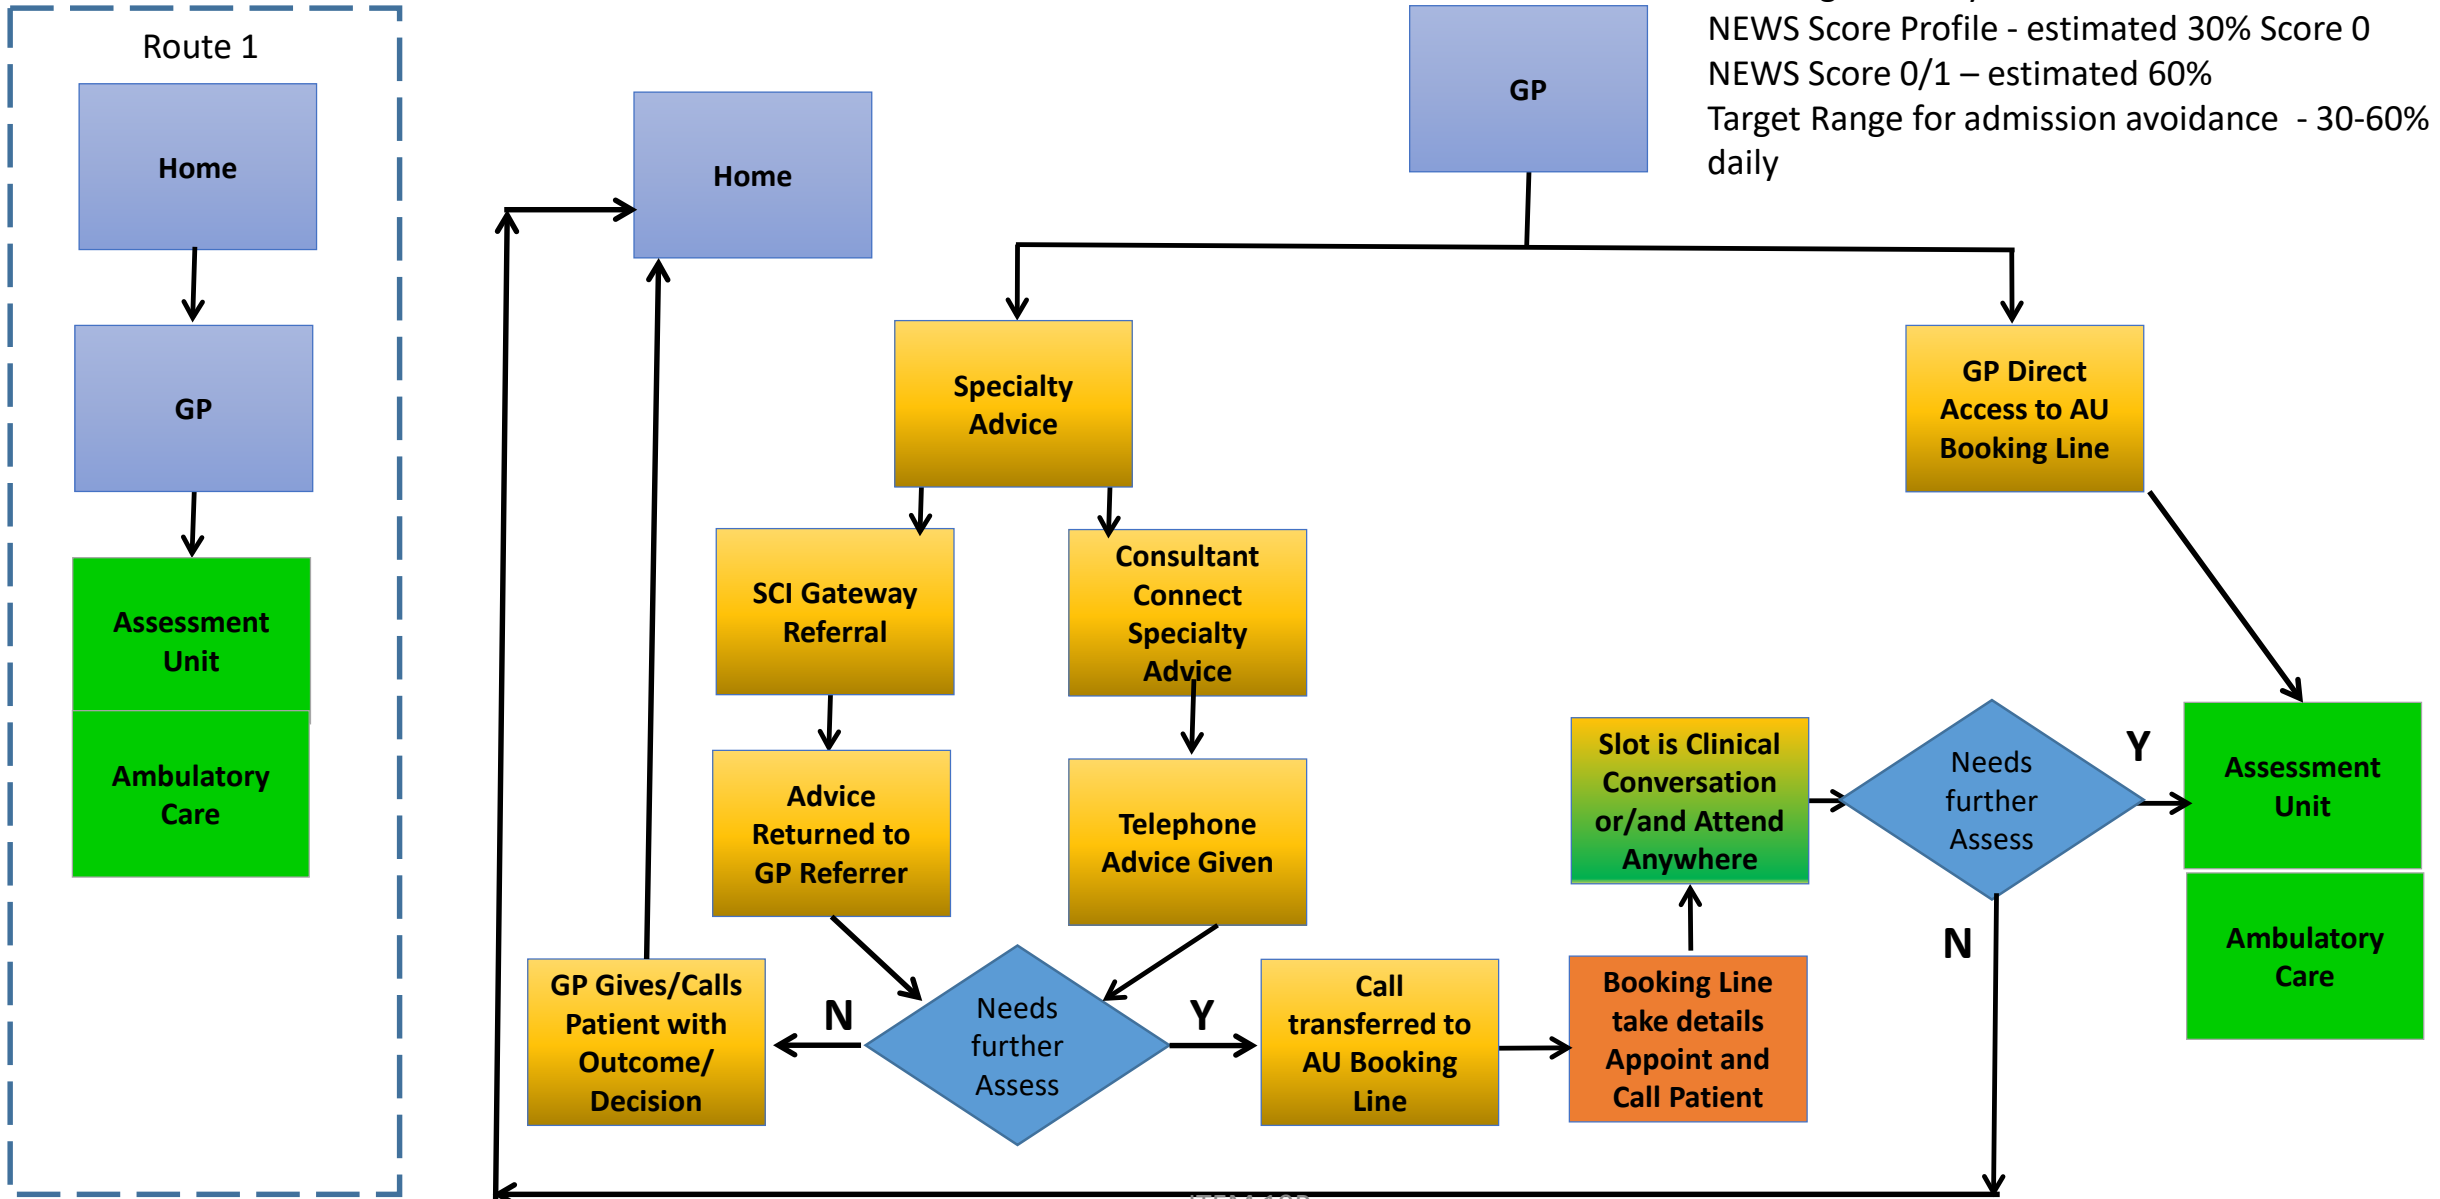 Route 1
Home
GP
Assessment
Unit
Ambulatory
Care
Home
GP
NEWS Score Profile - estimated 30% Score 0
NEWS Score 0/1 – estimated 60%
Target Range for admission avoidance - 30-60%
daily
Specialty
Advice
GP Direct
Access to AU
Booking Line
SCI Gateway
Referral
Consultant
Connect
Specialty
Advice
Advice
Returned to
GP Referrer
Telephone
Advice Given
Slot is Clinical
Conversation
or/and Attend
Anywhere
Needs
further
Assess
Y
N
Assessment
Unit
Ambulatory
Care
GP Gives/Calls
Patient with
Outcome/
Decision
N
Needs
further
Assess
Y
Call
transferred to
AU Booking
Line
Booking Line
take details
Appoint and
Call Patient